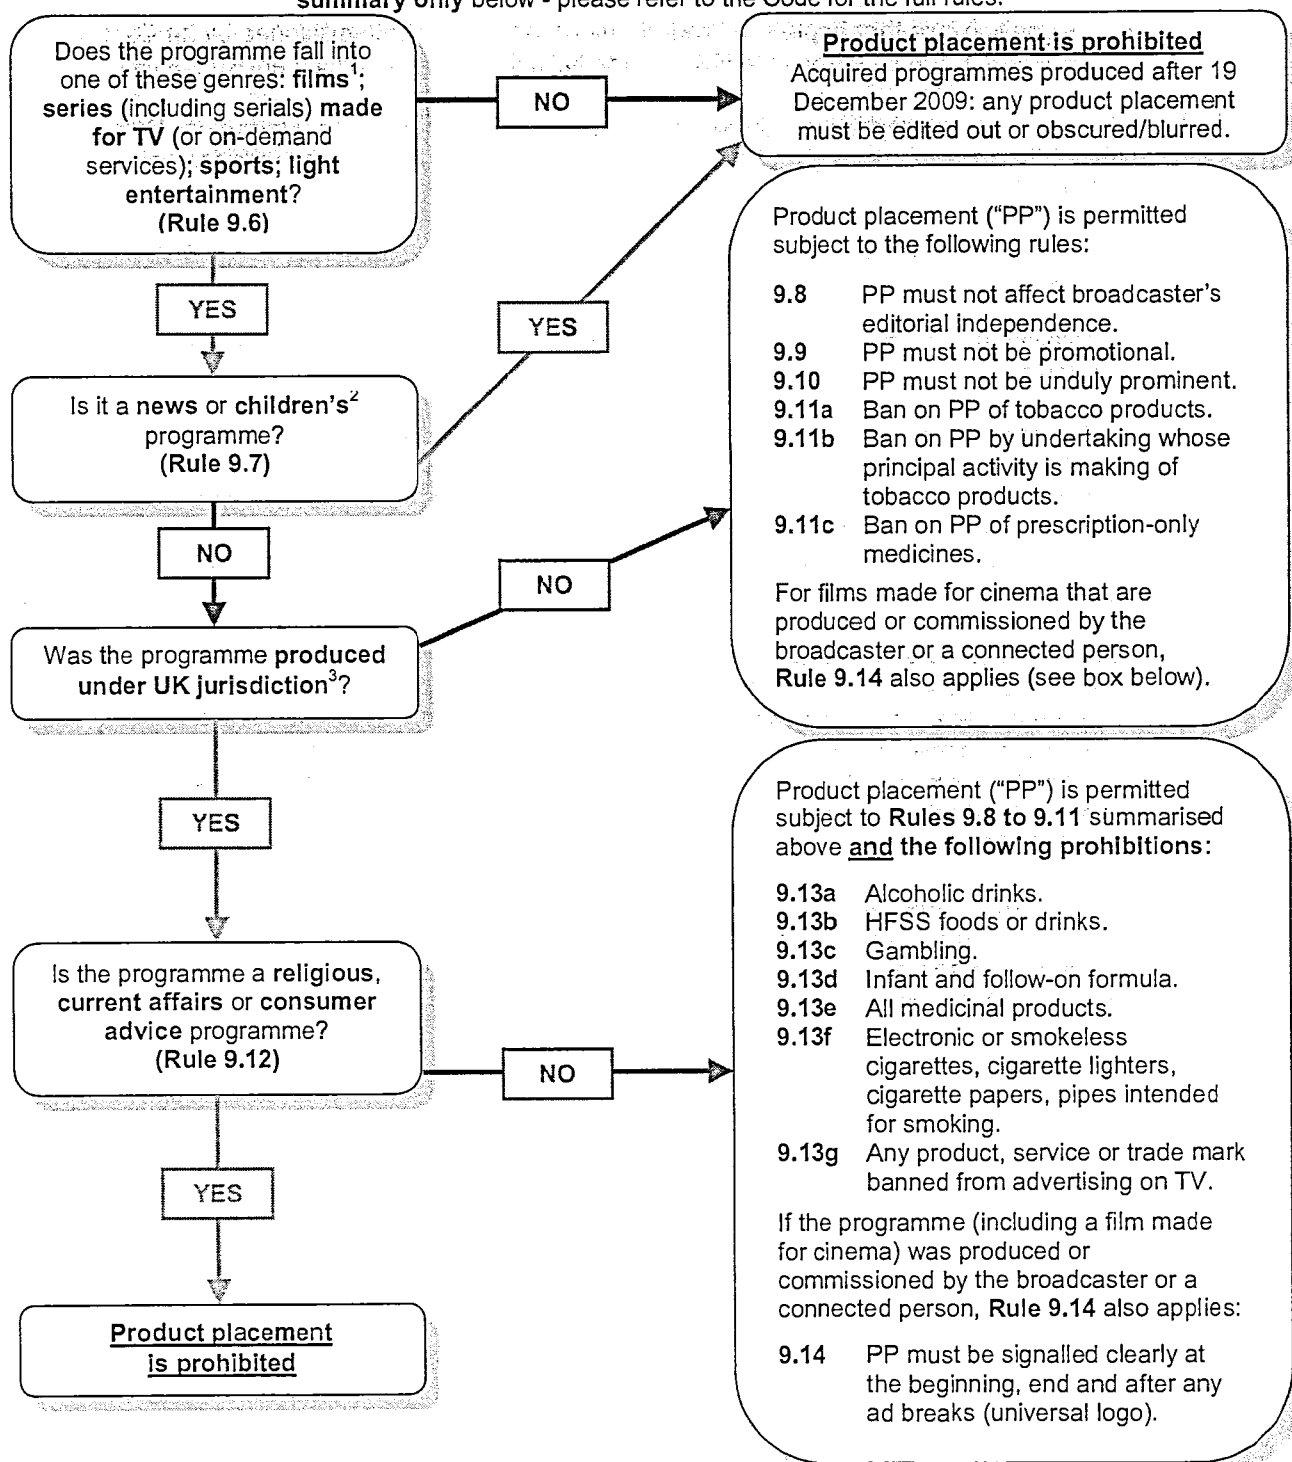 summary only below - please refer to the Code for the full rules.
Does the programme fall into
one of these genres: films¹;
series (including serials) made
for TV (or on-demand
services); sports; light
entertainment?
(Rule 9.6)
NO
Product placement is prohibited
Acquired programmes produced after 19
December 2009: any product placement
must be edited out or obscured/blurred.
YES
Is it a news or children's²
programme?
(Rule 9.7)
YES
NO
Was the programme produced
under UK jurisdiction³?
NO
Product placement (“PP”) is permitted
subject to the following rules:
9.8 PP must not affect broadcaster's
editorial independence.
9.9 PP must not be promotional.
9.10 PP must not be unduly prominent.
9.11a Ban on PP of tobacco products.
9.11b Ban on PP by undertaking whose
principal activity is making of
tobacco products.
9.11c Ban on PP of prescription-only
medicines.
For films made for cinema that are
produced or commissioned by the
broadcaster or a connected person,
Rule 9.14 also applies (see box below).
YES
Is the programme a religious,
current affairs or consumer
advice programme?
(Rule 9.12)
NO
Product placement (“PP”) is permitted
subject to Rules 9.8 to 9.11 summarised
above and the following prohibitions:
9.13a Alcoholic drinks.
9.13b HFSS foods or drinks.
9.13c Gambling.
9.13d Infant and follow-on formula.
9.13e All medicinal products.
9.13f Electronic or smokeless
cigarettes, cigarette lighters,
cigarette papers, pipes intended
for smoking.
9.13g Any product, service or trade mark
banned from advertising on TV.
If the programme (including a film made
for cinema) was produced or
commissioned by the broadcaster or a
connected person, Rule 9.14 also applies:
9.14 PP must be signalled clearly at
the beginning, end and after any
ad breaks (universal logo).
YES
Product placement
is prohibited